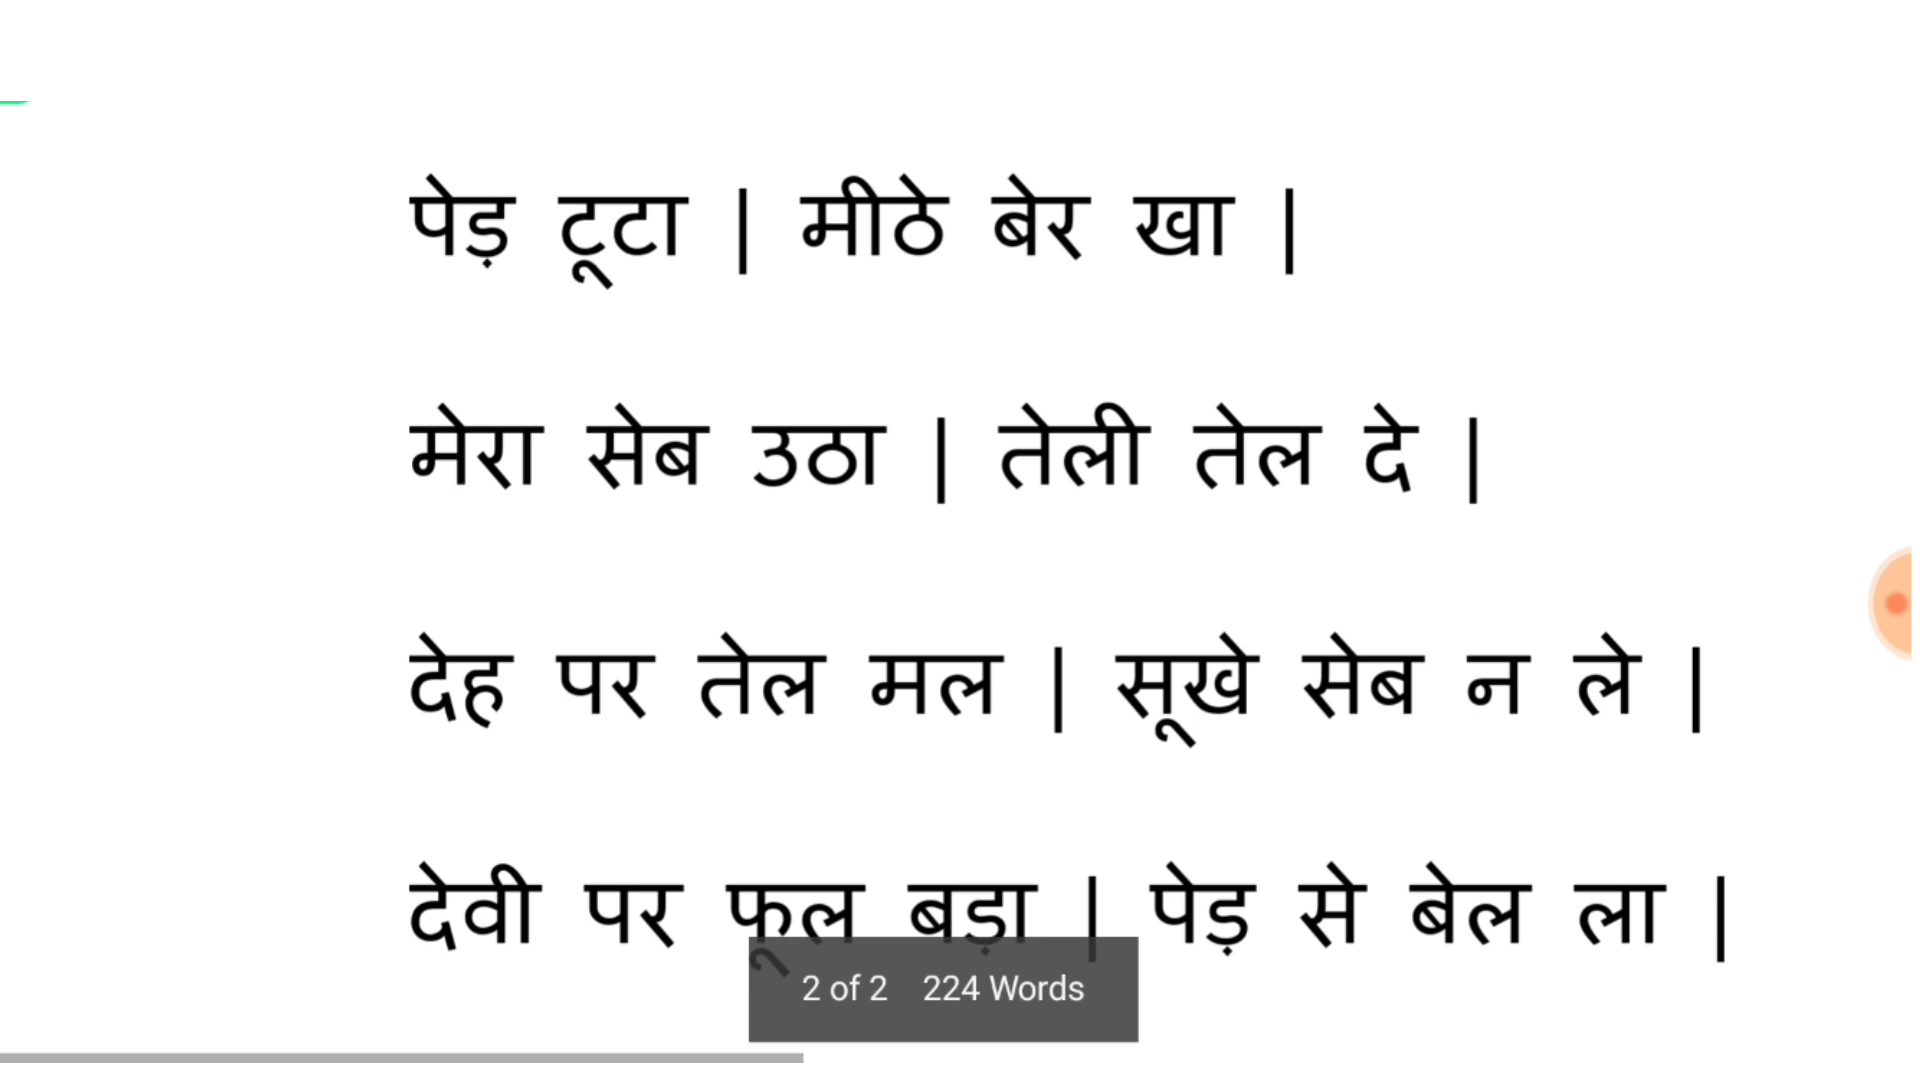 पेड़ टूटा | मीठे बेर खा |
मेरा सेब उठा | तेली तेल दे |
देह पर तेल मल | सूखे सेब न ले |
देवी पर फूल बड़ा | पेड़ से बेल ला |
2 of 2 224 Words